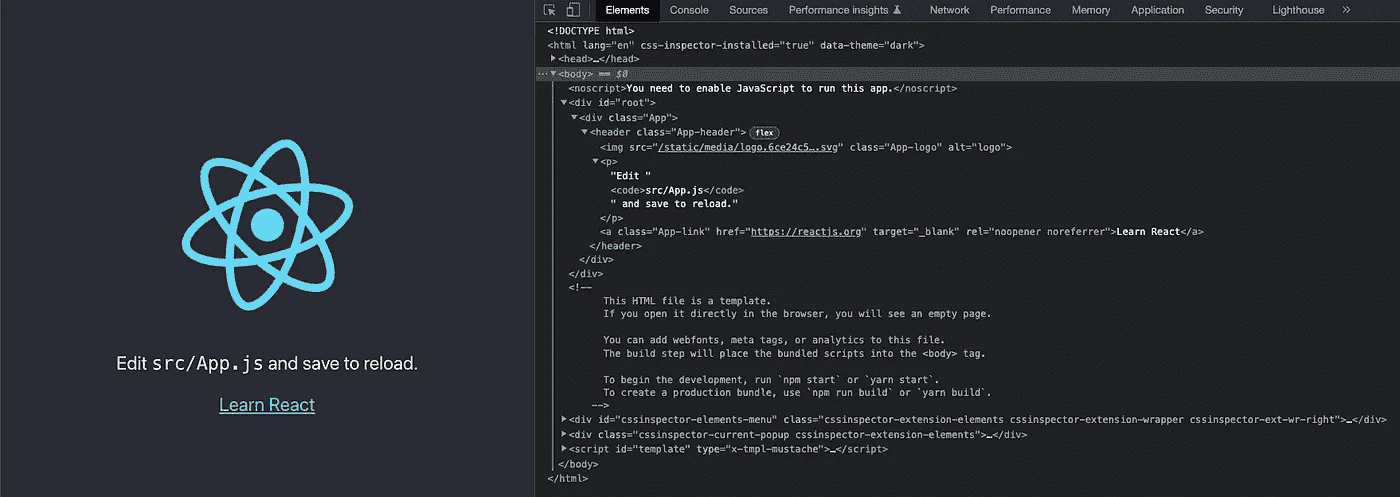 Edit src/App.js and save to reload.
Learn React
Elements Console Sources Performance insights Network Performance Memory Application Security Lighthouse »
<!DOCTYPE html>
<html lang="en" css-inspector-installed="true" data-theme="dark">
<head>…</head>
… <body> == $0
<noscript>You need to enable JavaScript to run this app.</noscript>
<div id="root">
<div class="App">
<header class="App-header"> flex
<img src="/static/media/logo.6ce24c5….svg" class="App-logo" alt="logo">
<p>
"Edit "
<code>src/App.js</code>
" and save to reload."
</p>
<a class="App-link" href="https://reactjs.org" target="_blank" rel="noopener noreferrer">Learn React</a>
</header>
</div>
</div>
<!--
This HTML file is a template.
If you open it directly in the browser, you will see an empty page.
You can add webfonts, meta tags, or analytics to this file.
The build step will place the bundled scripts into the <body> tag.
To begin the development, run `npm start` or `yarn start`.
To create a production bundle, use `npm run build` or `yarn build`.
-->
<div id="cssinspector-elements-menu" class="cssinspector-extension-elements cssinspector-extension-wrapper cssinspector-ext-wr-right">…</div>
<div class="cssinspector-current-popup cssinspector-extension-elements">…</div>
<script id="template" type="x-tmpl-mustache">…</script>
</body>
</html>